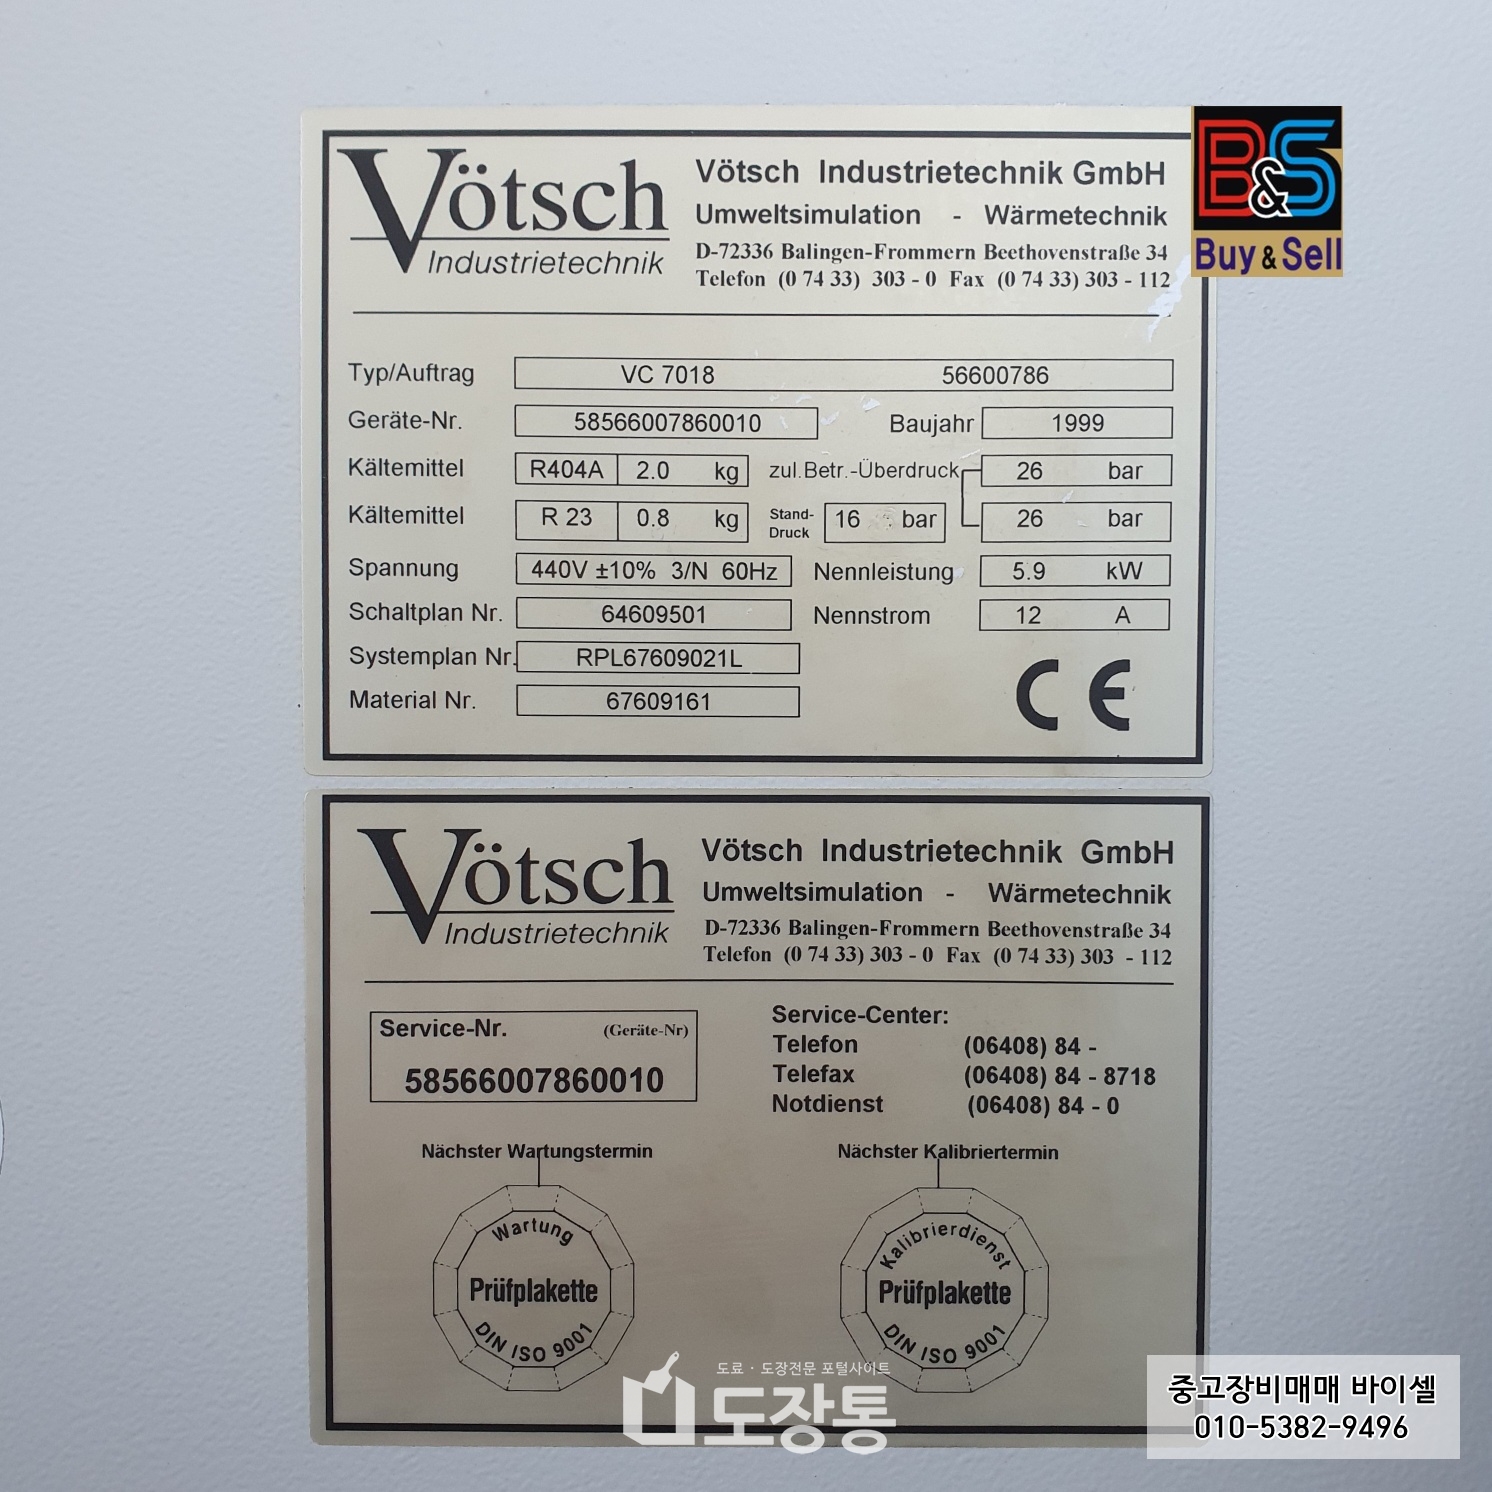 Vötsch
Industrietechnik
Vötsch Industrietechnik GmbH
Umweltsimulation - Wärmetechnik
D-72336 Balingen-Frommern Beethovenstraße 34
Telefon (0 74 33) 303 - 0 Fax (0 74 33) 303 - 112
B&S
Buy & Sell
Typ/Auftrag VC 7018 56600786
Geräte-Nr. 58566007860010 Baujahr 1999
Kältemittel R404A 2.0 kg zul.Betr.-Überdruck 26 bar
Kältemittel R 23 0.8 kg Stand-Druck 16 bar 26 bar
Spannung 440V ±10% 3/N 60Hz Nennleistung 5.9 kW
Schaltplan Nr. 64609501 Nennstrom 12 A
Systemplan Nr. RPL67609021L
Material Nr. 67609161
CE
Vötsch
Industrietechnik
Vötsch Industrietechnik GmbH
Umweltsimulation - Wärmetechnik
D-72336 Balingen-Frommern Beethovenstraße 34
Telefon (0 74 33) 303 - 0 Fax (0 74 33) 303 - 112
Service-Nr. (Geräte-Nr)
58566007860010
Service-Center:
Telefon (06408) 84 -
Telefax (06408) 84 - 8718
Notdienst (06408) 84 - 0
Nächster Wartungstermin
Wartung
Prüfplakette
DIN ISO 9001
Nächster Kalibriertermin
Kalibrierdienst
Prüfplakette
DIN ISO 9001
도료 · 도장전문 포털사이트
도장통
중고장비매매 바이셀
010-5382-9496